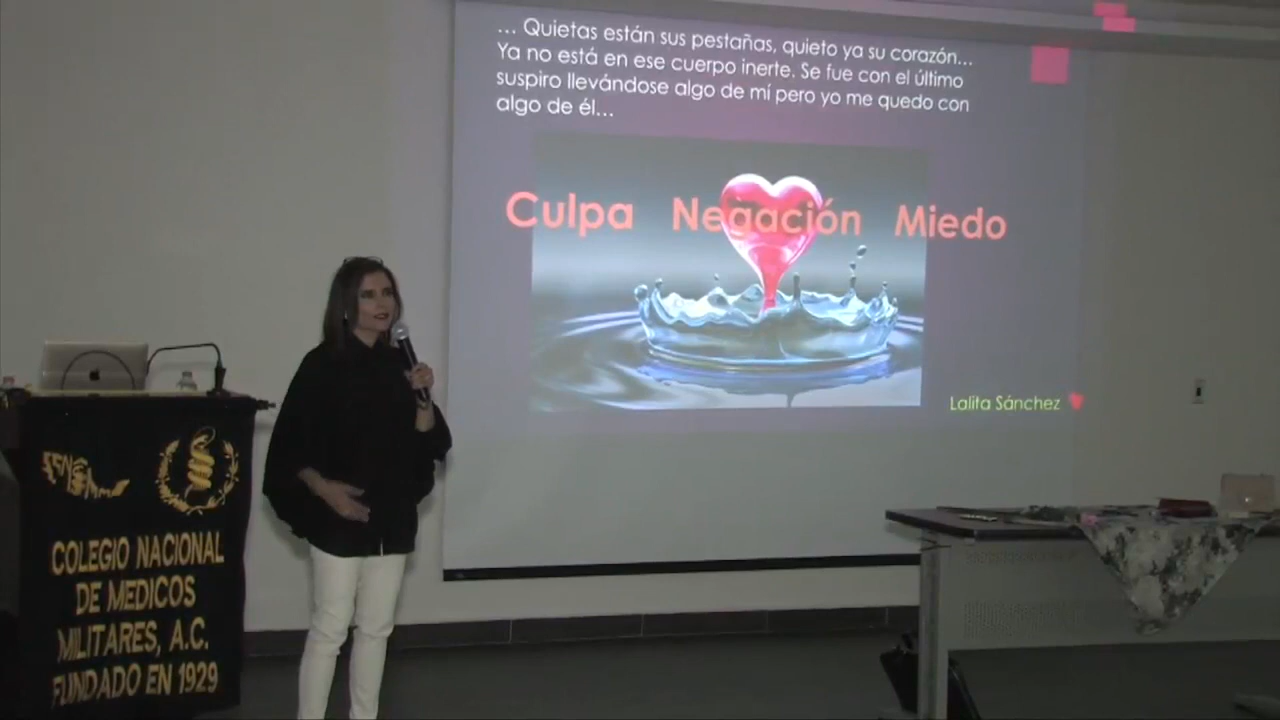 ... Quietas están sus pestañas, quieto ya su corazón...
Ya no está en ese cuerpo inerte. Se fue con el último
suspiro llevándose algo de mí pero yo me quedo con
algo de él...
Culpa Negación Miedo
Lalita Sánchez
COLEGIO NACIONAL
DE MEDICOS
MILITARES, A.C.
FUNDADO EN 1929